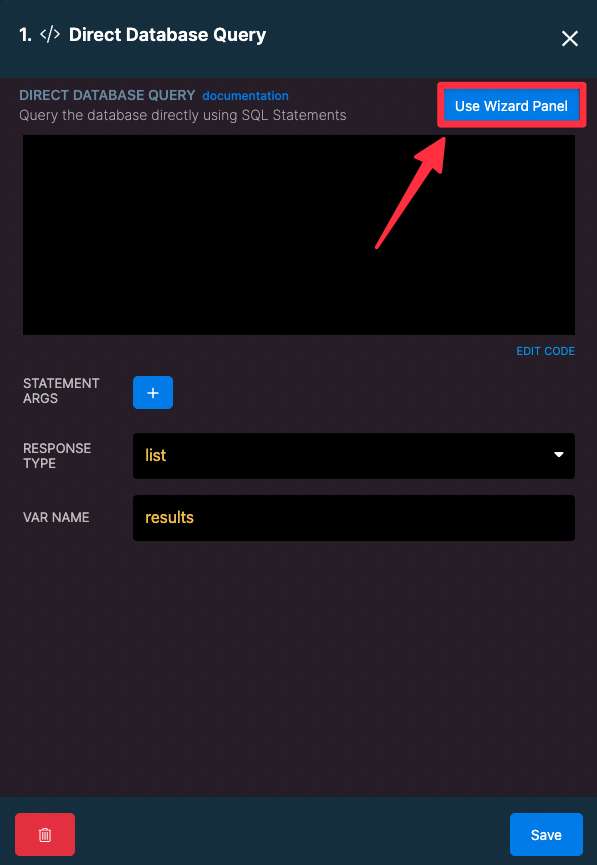 1. </> Direct Database Query
DIRECT DATABASE QUERY documentation
Use Wizard Panel
Query the database directly using SQL Statements
EDIT CODE
STATEMENT
ARGS
+
RESPONSE
TYPE
list
VAR NAME
results
Save